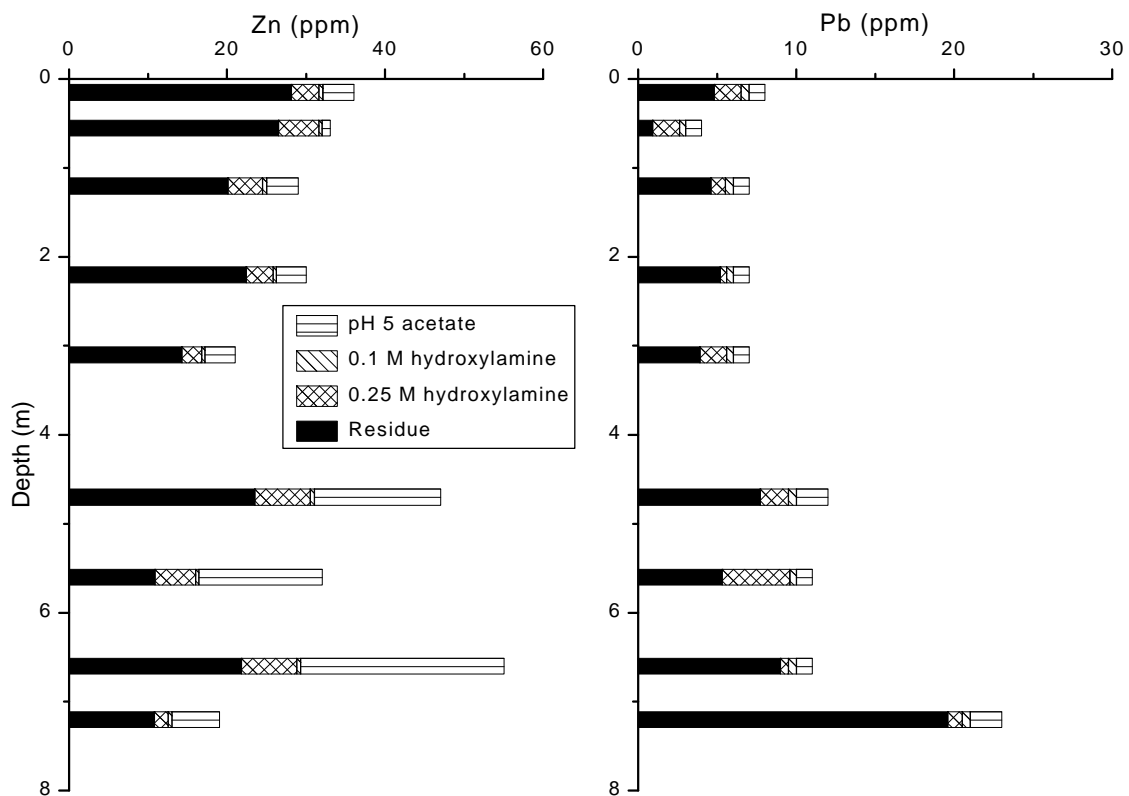 Zn (ppm)
0 20 40 60
Pb (ppm)
0 10 20 30
Depth (m)
0
2
4
6
8
0
2
4
6
8
pH 5 acetate
0.1 M hydroxylamine
0.25 M hydroxylamine
Residue